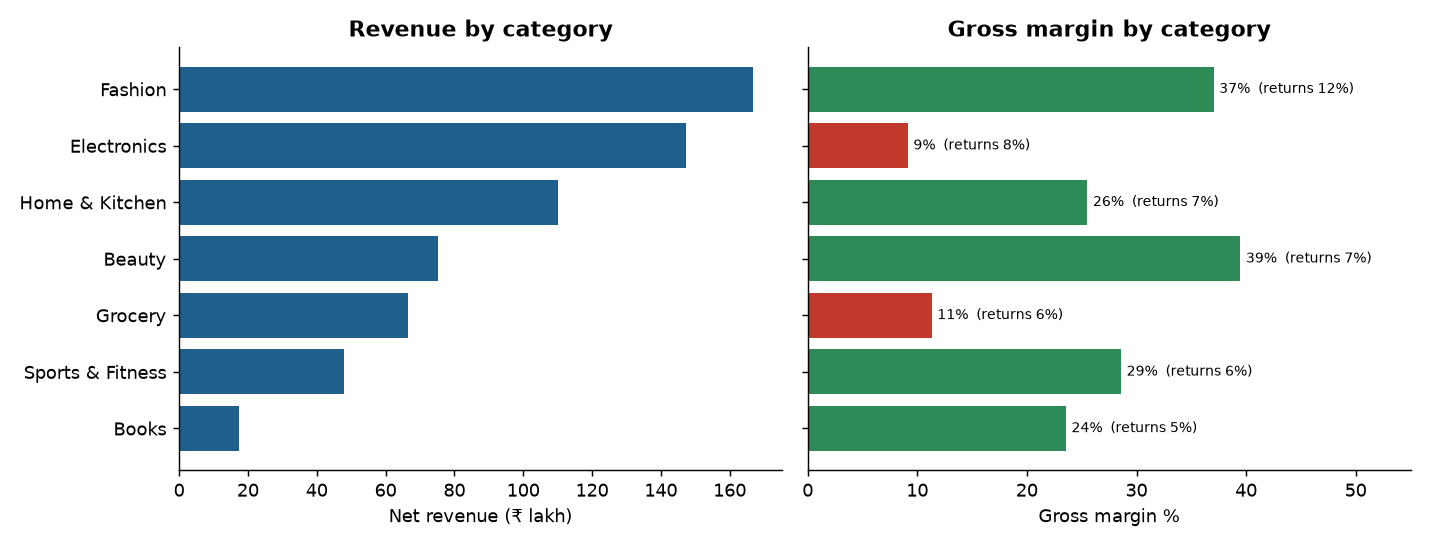 Revenue by category
Fashion
Electronics
Home & Kitchen
Beauty
Grocery
Sports & Fitness
Books
0 20 40 60 80 100 120 140 160
Net revenue (₹ lakh)
Gross margin by category
37% (returns 12%)
9% (returns 8%)
26% (returns 7%)
39% (returns 7%)
11% (returns 6%)
29% (returns 6%)
24% (returns 5%)
0 10 20 30 40 50
Gross margin %